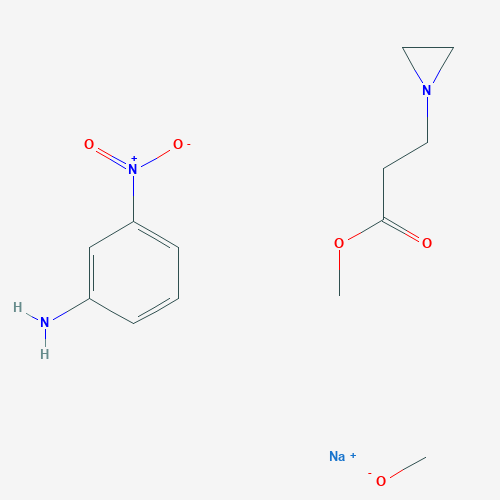 N
O N+ O -
O O
H N
H
Na +
- O